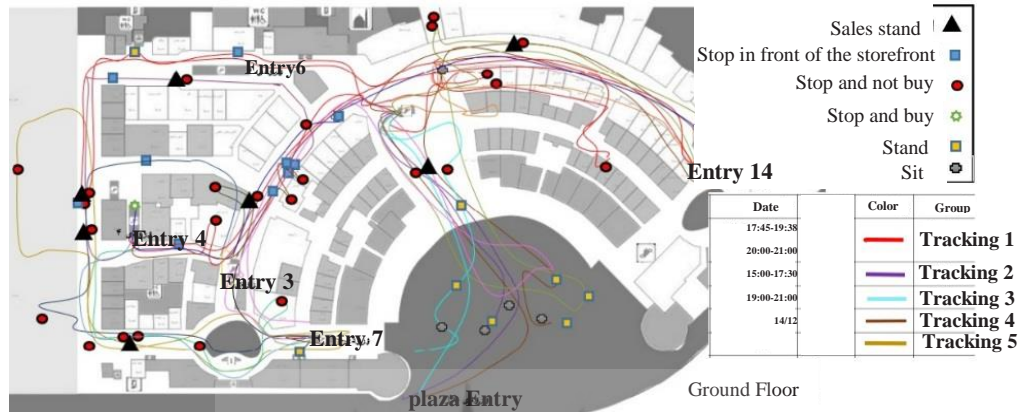 Sales stand
Stop in front of the storefront
Stop and not buy
Stop and buy
Stand
Sit
Entry6
Entry 14
Entry 4
Entry 3
Entry 7
plaza Entry
Ground Floor
Date Color Group
17:45-19:38
20:00-21:00
Tracking 1
15:00-17:30 Tracking 2
19:00-21:00 Tracking 3
14/12 Tracking 4
Tracking 5